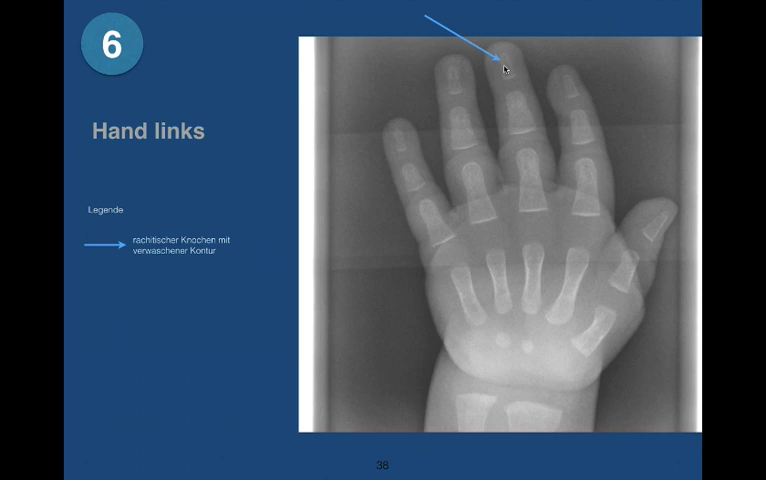 6
Hand links
Legende
rachitischer Knochen mit
verwaschener Kontur
38